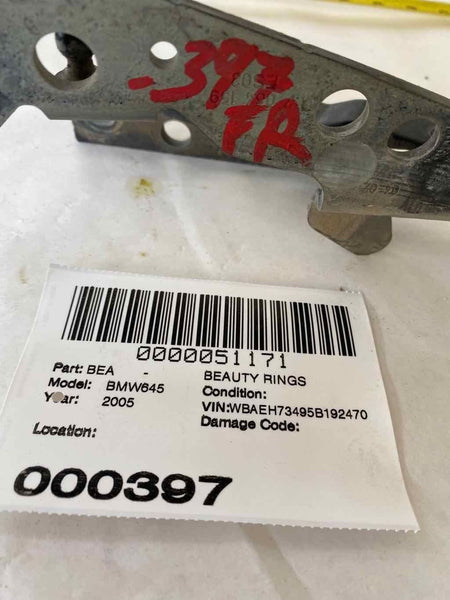 -397
FR
0000051171
Part: BEA - BEAUTY RINGS
Model: BMW645 Condition:
Year: 2005 VIN:WBAEH73495B192470
Damage Code:
Location:
000397